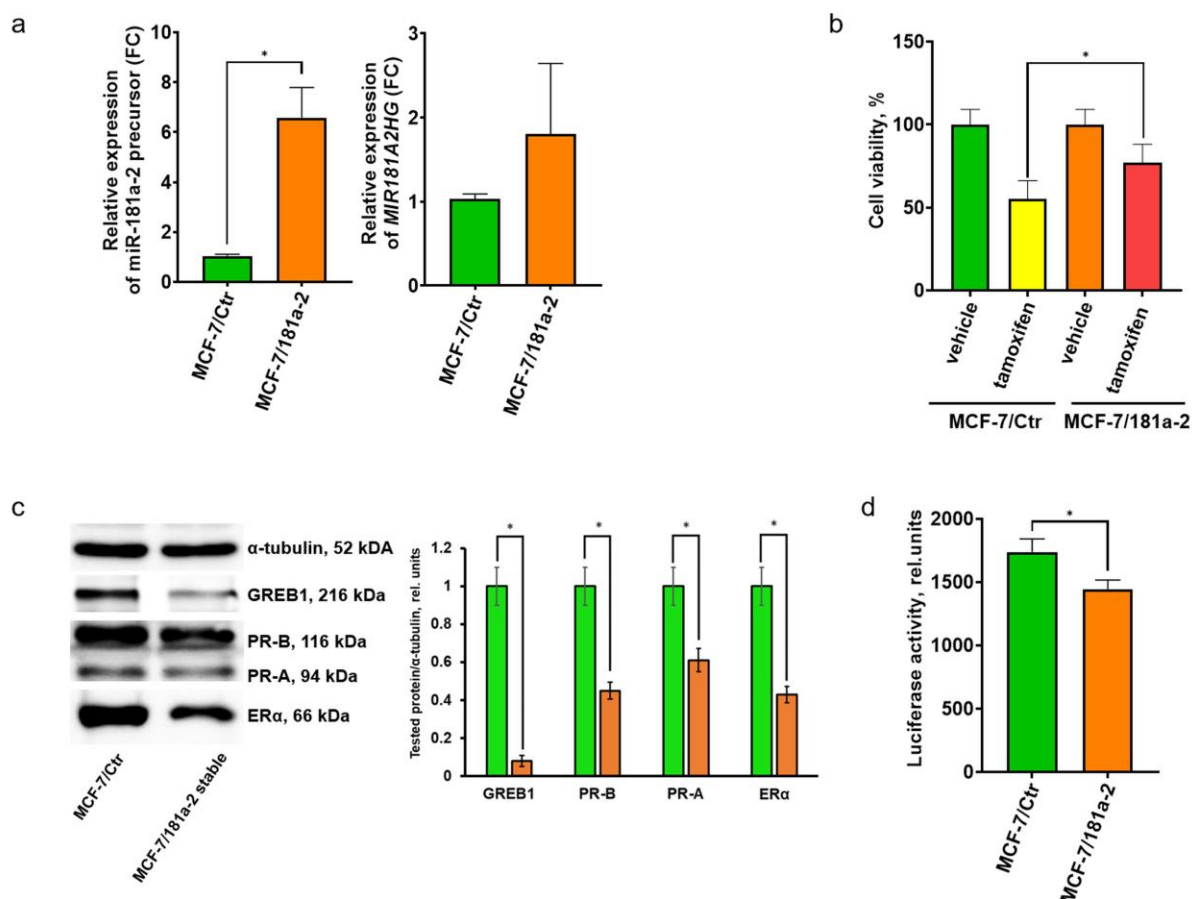 a
Relative expression
of miR-181a-2 precursor (FC)
10
8
6
4
2
0
*
MCF-7/Ctr
MCF-7/181a-2
Relative expression
of MIR181A2HG (FC)
3
2
1
0
MCF-7/Ctr
MCF-7/181a-2
b
Cell viability, %
150
100
50
0
*
vehicle
tamoxifen
vehicle
tamoxifen
MCF-7/Ctr
MCF-7/181a-2
c
α-tubulin, 52 kDA
GREB1, 216 kDa
PR-B, 116 kDa
PR-A, 94 kDa
ERα, 66 kDa
MCF-7/Ctr
MCF-7/181a-2 stable
Tested protein/α-tubulin, rel. units
1.2
1
0.8
0.6
0.4
0.2
0
* * * *
GREB1 PR-B PR-A ERα
d
Luciferase activity, rel.units
2000
1500
1000
500
0
*
MCF-7/Ctr
MCF-7/181a-2